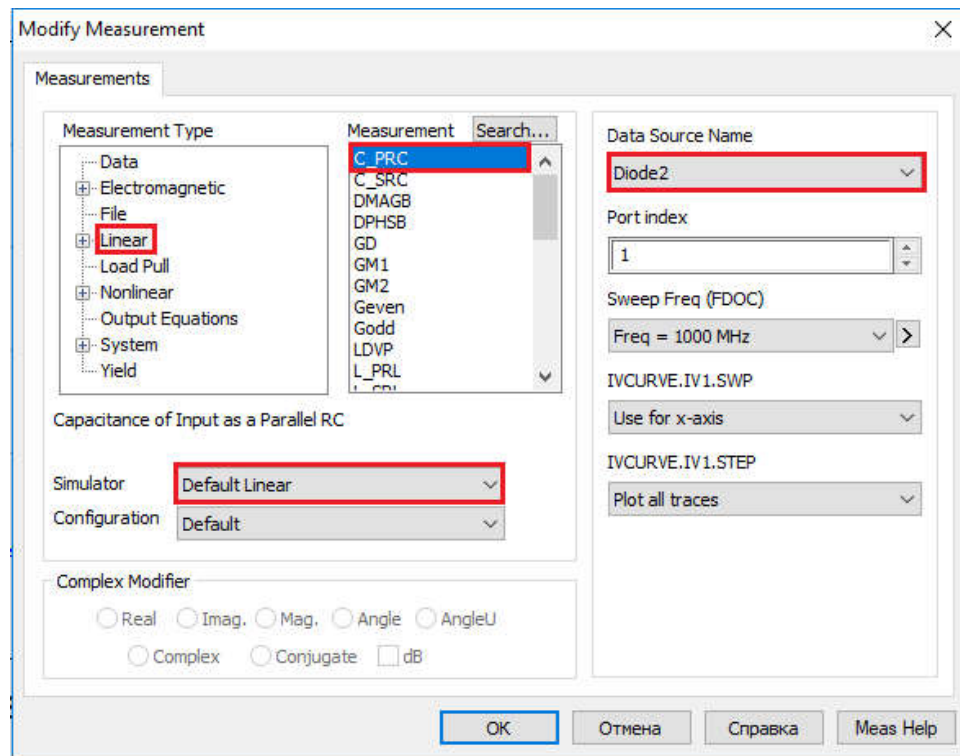 Modify Measurement
Measurements
Measurement Type
Data
Electromagnetic
File
Linear
Load Pull
Nonlinear
Output Equations
System
Yield
Measurement Search...
C_PRC
C_SRC
DMAGB
DPHSB
GD
GM1
GM2
Geven
Godd
LDVP
L_PRL
Capacitance of Input as a Parallel RC
Simulator Default Linear
Configuration Default
Complex Modifier
Real Imag. Mag. Angle AngleU
Complex Conjugate dB
Data Source Name
Diode2
Port index
1
Sweep Freq (FDOC)
Freq = 1000 MHz >
IVCURVE.IV1.SWP
Use for x-axis
IVCURVE.IV1.STEP
Plot all traces
OK Отмена Справка Meas Help